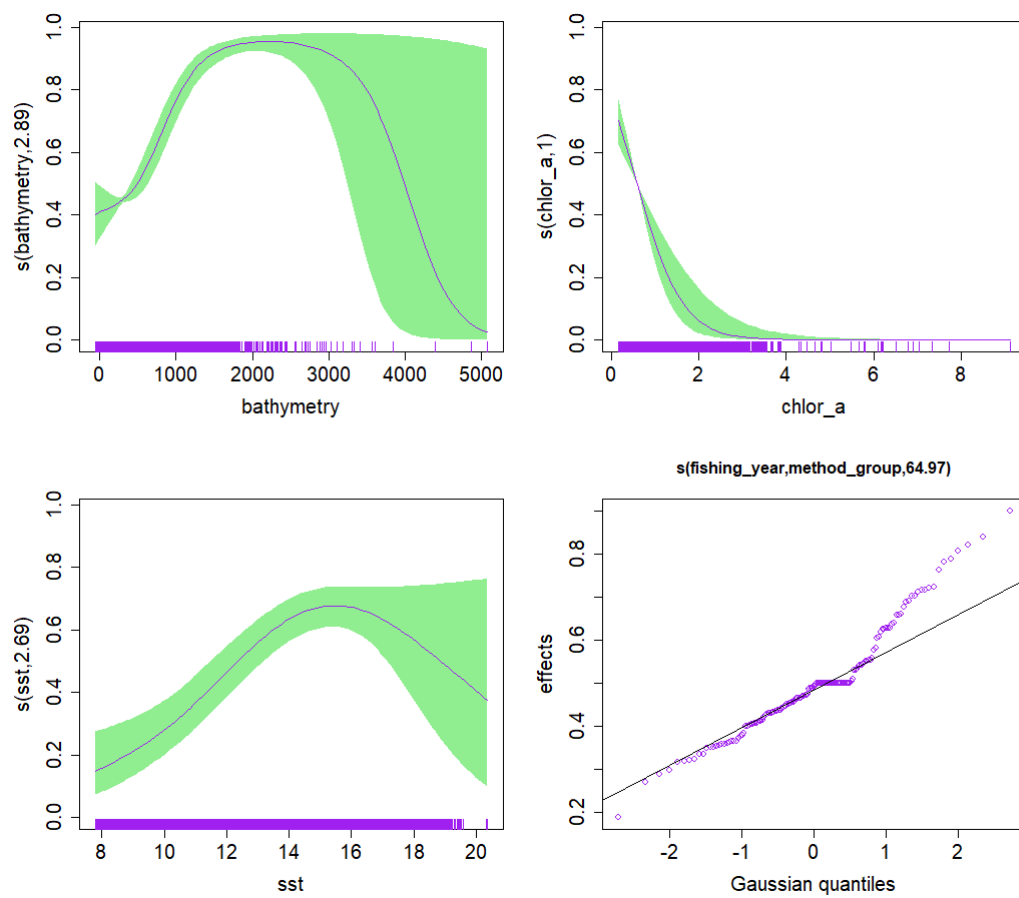 s(bathymetry,2.89)
0.0 0.2 0.4 0.6 0.8 1.0
0 1000 2000 3000 4000 5000
bathymetry
s(chlor_a,1)
0.0 0.2 0.4 0.6 0.8 1.0
0 2 4 6 8
chlor_a
s(sst,2.69)
0.0 0.2 0.4 0.6 0.8 1.0
8 10 12 14 16 18 20
sst
s(fishing_year,method_group,64.97)
effects
0.2 0.4 0.6 0.8
-2 -1 0 1 2
Gaussian quantiles